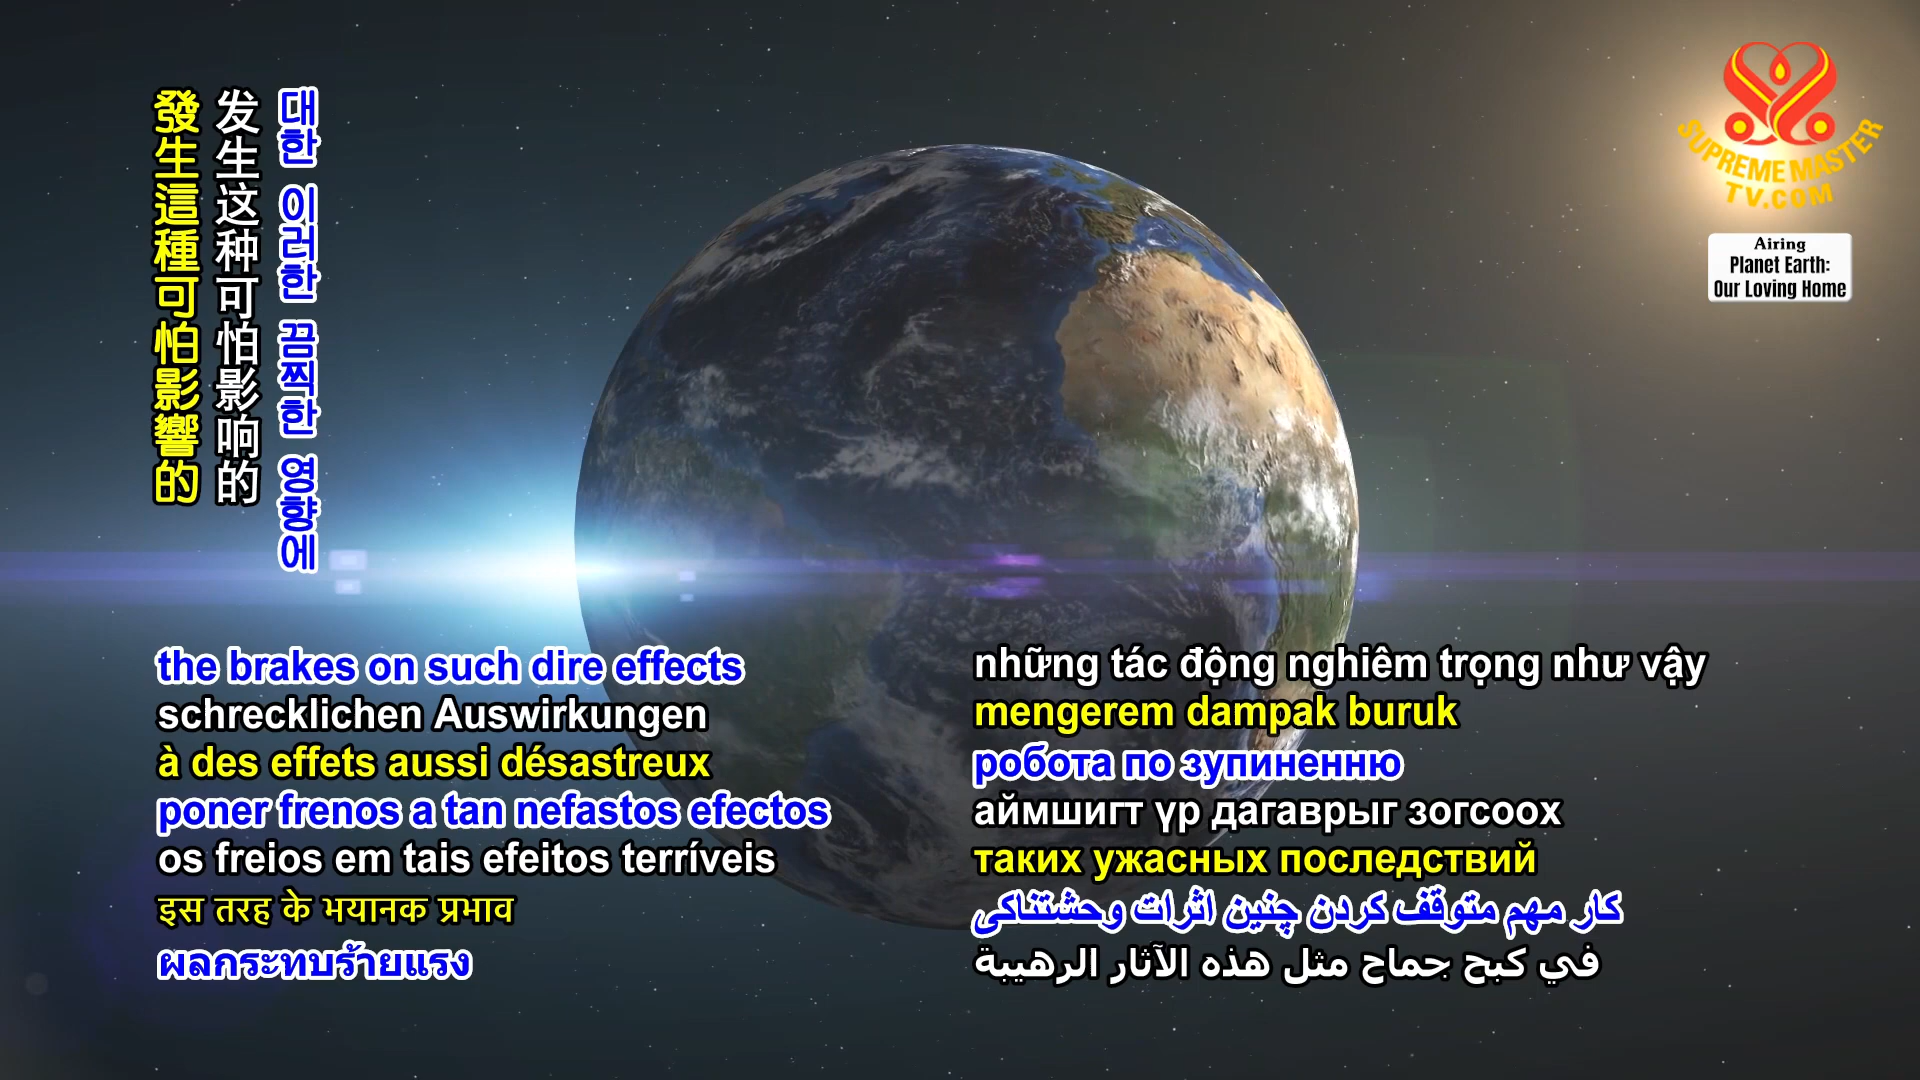 發生這種可怕影響的
发生这种可怕影响的
대한 이러한 끔찍한 영향에
SUPREME MASTER
TV.COM
Airing
Planet Earth:
Our Loving Home
the brakes on such dire effects
schrecklichen Auswirkungen
à des effets aussi désastreux
poner frenos a tan nefastos efectos
os freios em tais efeitos terríveis
इस तरह के भयानक प्रभाव
ผลกระทบร้ายแรง
những tác động nghiêm trọng như vậy
mengerem dampak buruk
робота по зупиненню
аймшигт үр дагаврыг зогсоох
таких ужасных последствий
کار مهم متوقف کردن چنین اثرات وحشتناکی
في كبح جماح مثل هذه الآثار الرهيبة